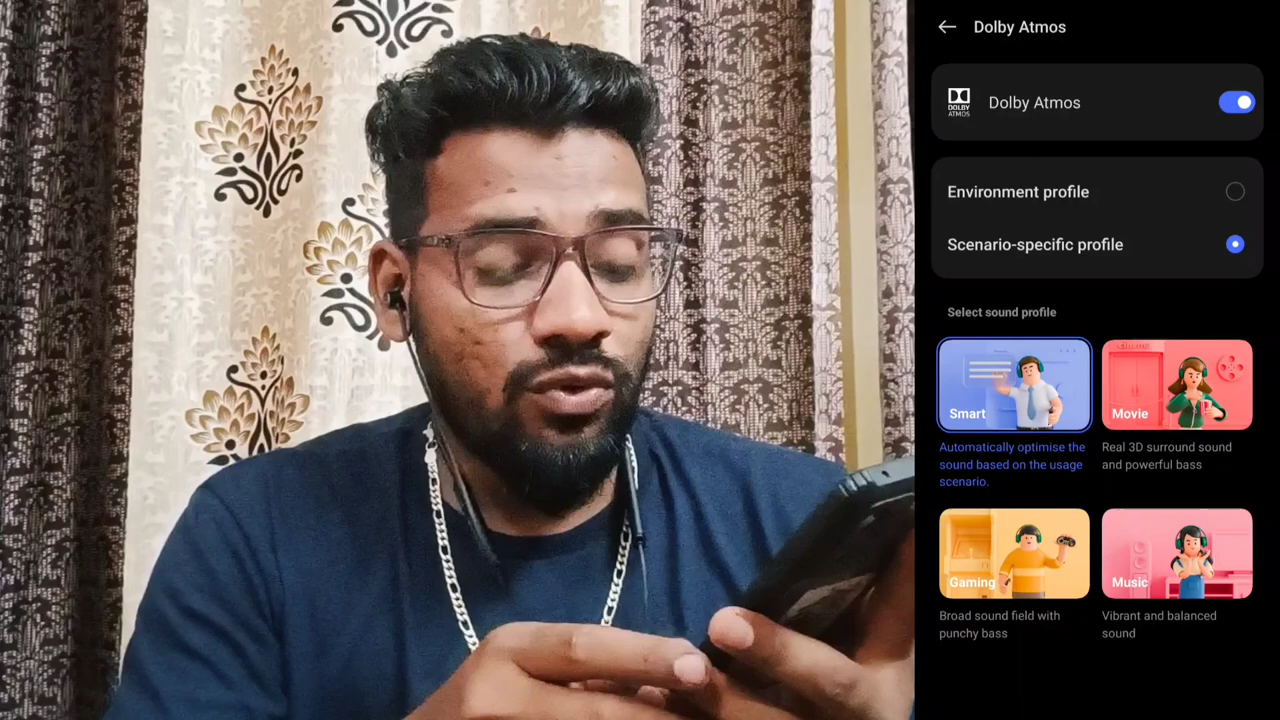 Dolby Atmos
DOLBY
ATMOS
Dolby Atmos
Environment profile
Scenario-specific profile
Select sound profile
Smart
Automatically optimise the
sound based on the usage
scenario.
Movie
Real 3D surround sound
and powerful bass
Gaming
Broad sound field with
punchy bass
Music
Vibrant and balanced
sound